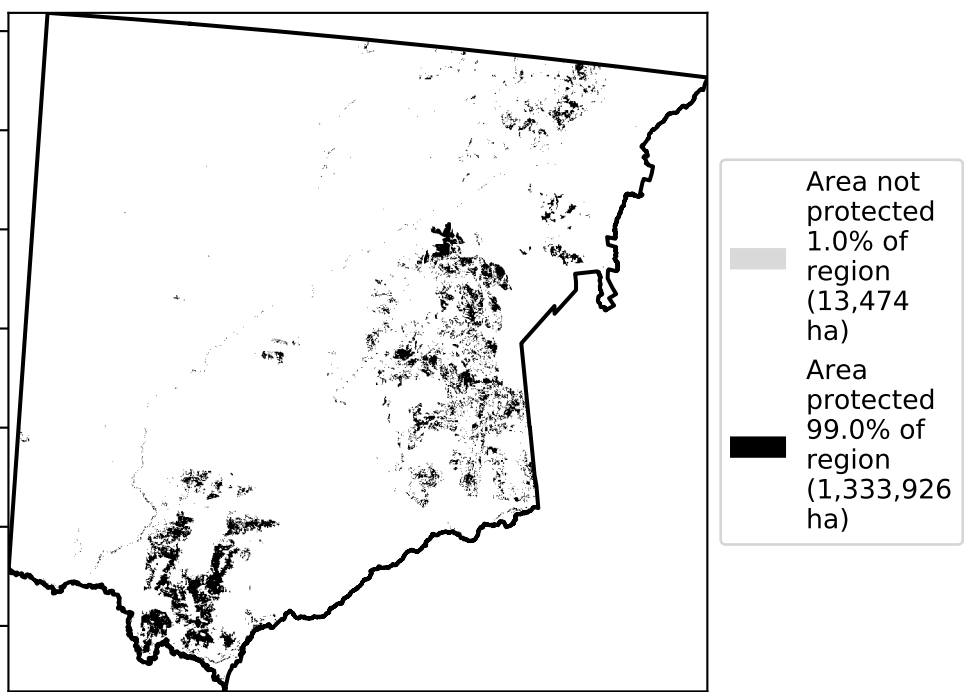 Area not
protected
1.0% of
region
(13,474
ha)
Area
protected
99.0% of
region
(1,333,926
ha)